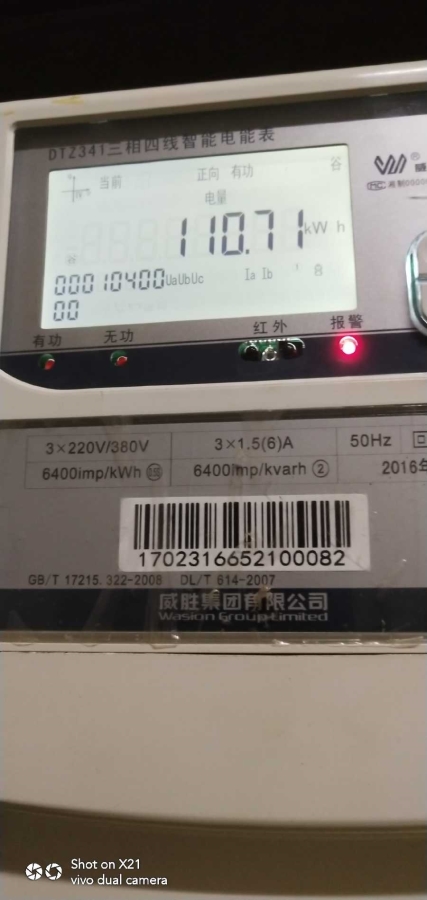 DTZ341三相四线智能电能表
当前 正向 有功 谷
电量
110.71kWh
谷
00010400UaUbUc Ia Ib
00
有功 无功 红外 报警
3×220V/380V 3×1.5(6)A 50Hz
6400imp/kWh 6400imp/kvarh ② 2016年
1702316652100082
GB/T 17215.322-2008 DL/T 614-2007
威胜集团有限公司
Wasion Group Limited
Shot on X21
vivo dual camera